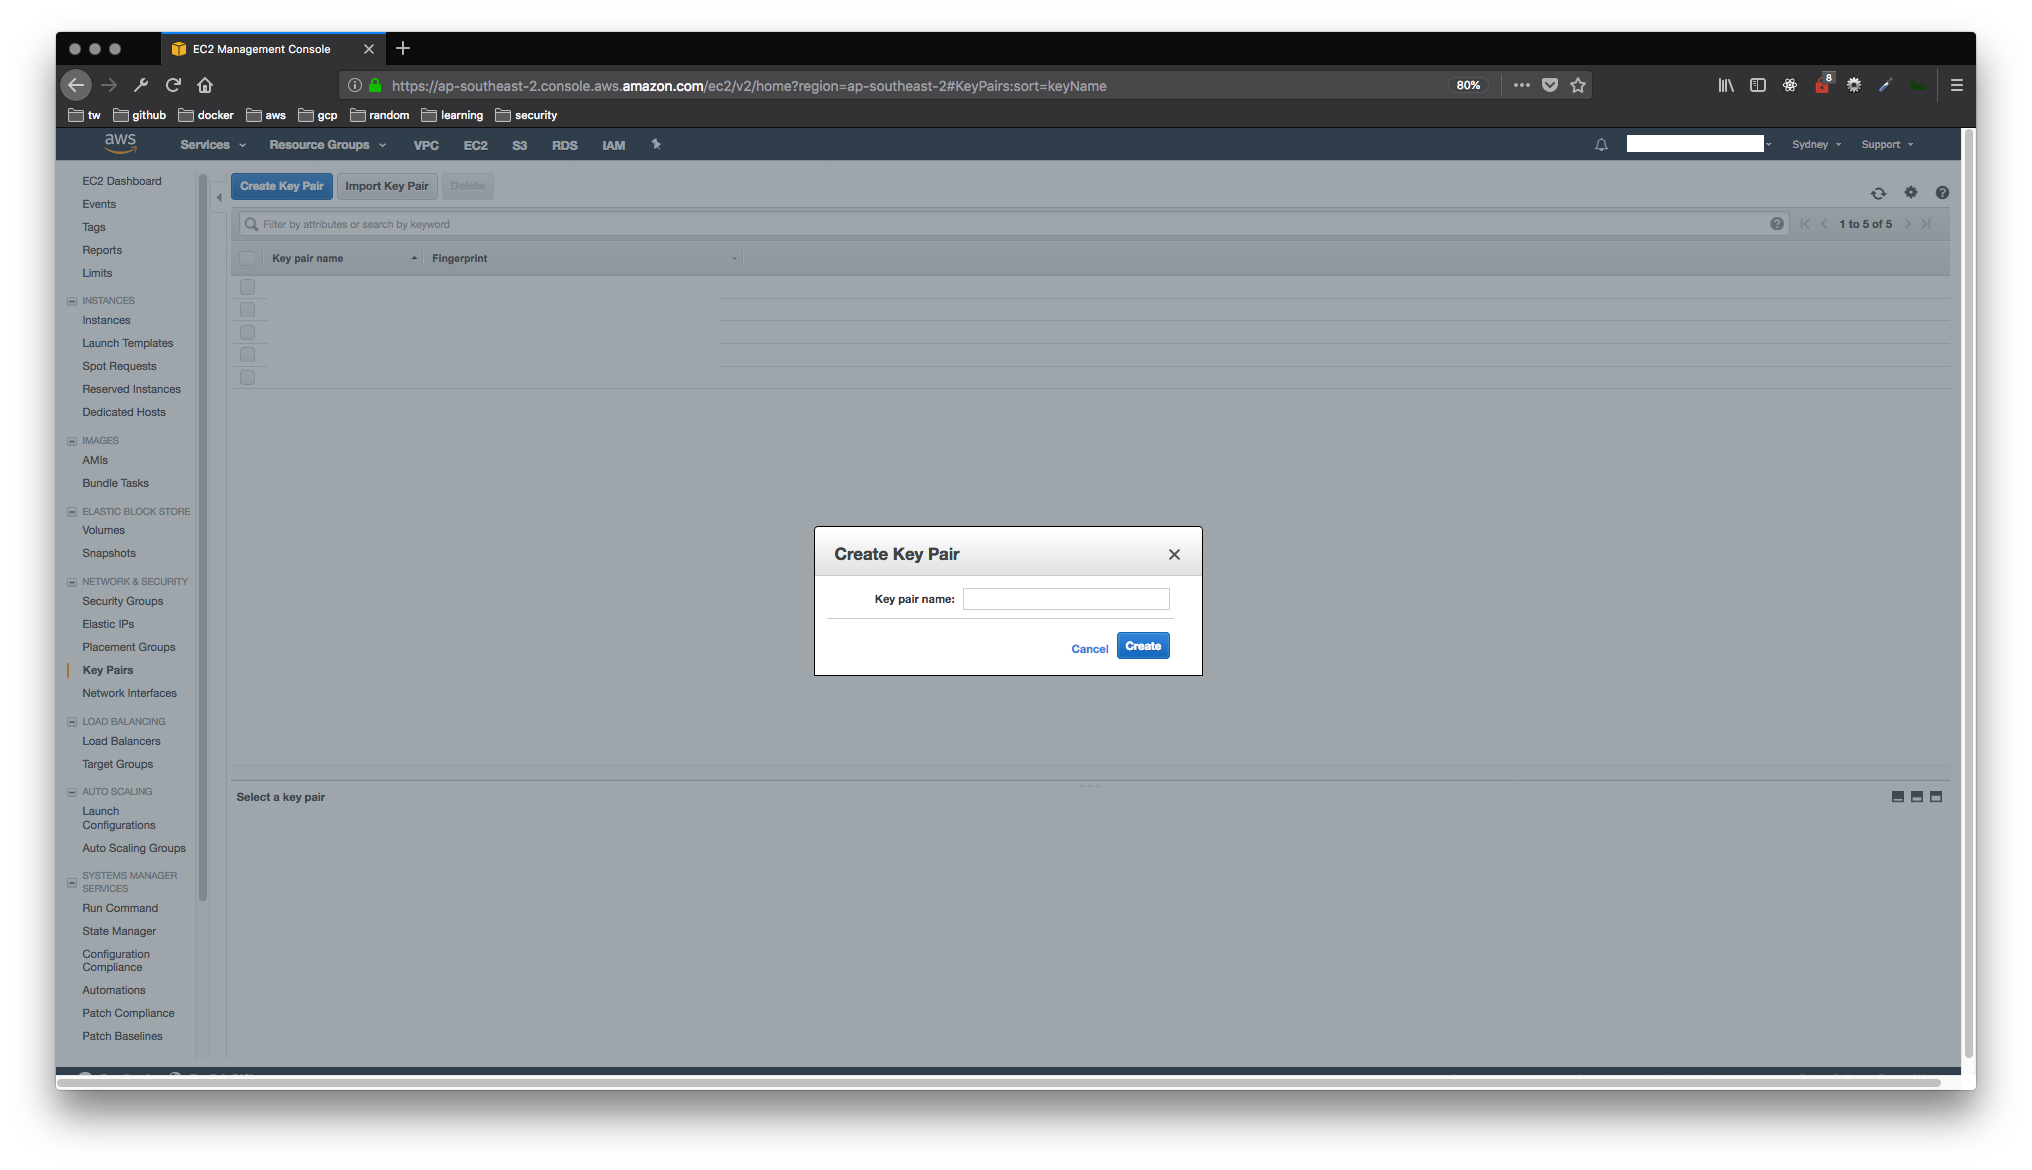 EC2 Management Console
https://ap-southeast-2.console.aws.amazon.com/ec2/v2/home?region=ap-southeast-2#KeyPairs:sort=keyName
80%
8
tw github docker aws gcp random learning security
aws Services Resource Groups VPC EC2 S3 RDS IAM Sydney Support
EC2 Dashboard
Events
Tags
Reports
Limits
INSTANCES
Instances
Launch Templates
Spot Requests
Reserved Instances
Dedicated Hosts
IMAGES
AMIs
Bundle Tasks
ELASTIC BLOCK STORE
Volumes
Snapshots
NETWORK & SECURITY
Security Groups
Elastic IPs
Placement Groups
Key Pairs
Network Interfaces
LOAD BALANCING
Load Balancers
Target Groups
AUTO SCALING
Launch
Configurations
Auto Scaling Groups
SYSTEMS MANAGER
SERVICES
Run Command
State Manager
Configuration
Compliance
Automations
Patch Compliance
Patch Baselines
Create Key Pair Import Key Pair Delete
Filter by attributes or search by keyword
1 to 5 of 5
Key pair name Fingerprint
Create Key Pair
Key pair name:
Cancel Create
Select a key pair